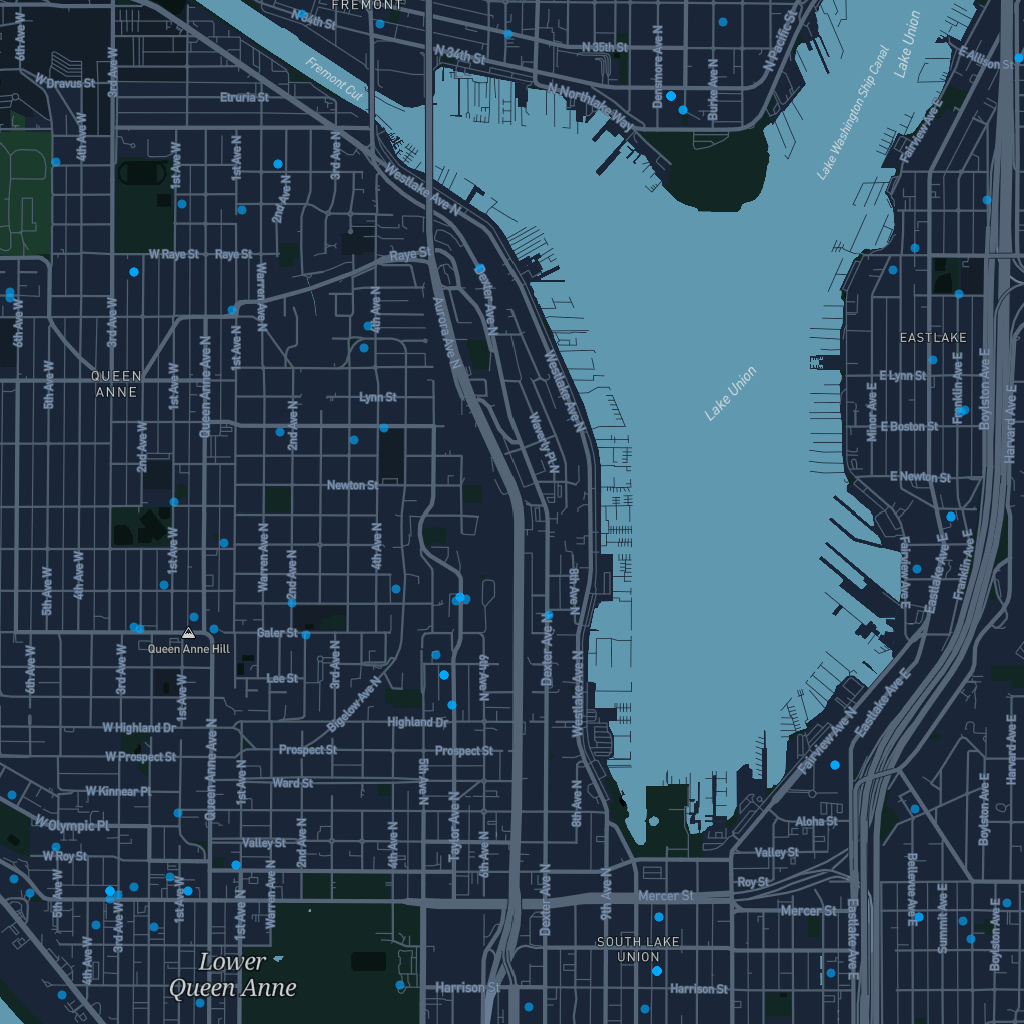 FREMONT
N 34th St
6th Ave W
3rd Ave W
N 34th St
N 35th St
Densmore Ave N
Burke Ave N
N Pacific St
Lake Union
E Allison St
W Dravus St
Etruria St
Fremont Cut
N Northlake Way
Lake Washington Ship Canal
Fairview Ave E
4th Ave W
1st Ave W
1st Ave N
2nd Ave N
3rd Ave N
Westlake Ave N
W Raye St
Raye St
Raye St
6th Ave W
3rd Ave W
Warren Ave N
1st Ave N
4th Ave N
Aurora Ave N
Dexter Ave N
EASTLAKE
QUEEN
ANNE
5th Ave W
1st Ave W
Queen Anne Ave N
Lynn St
Westlake Ave N
Lake Union
E Lynn St
Minor Ave E
Franklin Ave E
Boylston Ave E
Harvard Ave E
2nd Ave W
2nd Ave N
Waverly Pl N
E Boston St
Newton St
E Newton St
5th Ave W
4th Ave W
1st Ave W
Warren Ave N
2nd Ave N
4th Ave N
8th Ave N
Fairview Ave E
Eastlake Ave E
Franklin Ave E
Queen Anne Hill
Galer St
6th Ave W
3rd Ave W
1st Ave W
Lee St
3rd Ave N
Bigelow Ave N
6th Ave N
Dexter Ave N
Westlake Ave N
Eastlake Ave E
Fairview Ave N
W Highland Dr
Highland Dr
Queen Anne Ave N
W Prospect St
Prospect St
Prospect St
Harvard Ave E
W Kinnear Pl
1st Ave N
Ward St
5th Ave N
8th Ave N
Boylston Ave E
W Olympic Pl
Valley St
2nd Ave N
4th Ave N
Taylor Ave N
6th Ave N
Aloha St
Valley St
W Roy St
Roy St
5th Ave W
3rd Ave W
4th Ave W
1st Ave W
1st Ave N
Warren Ave N
Dexter Ave N
9th Ave N
Mercer St
Mercer St
Eastlake Ave E
Bellevue Ave E
Summit Ave E
Boylston Ave E
SOUTH LAKE
UNION
Lower
Queen Anne
Harrison St
Harrison St